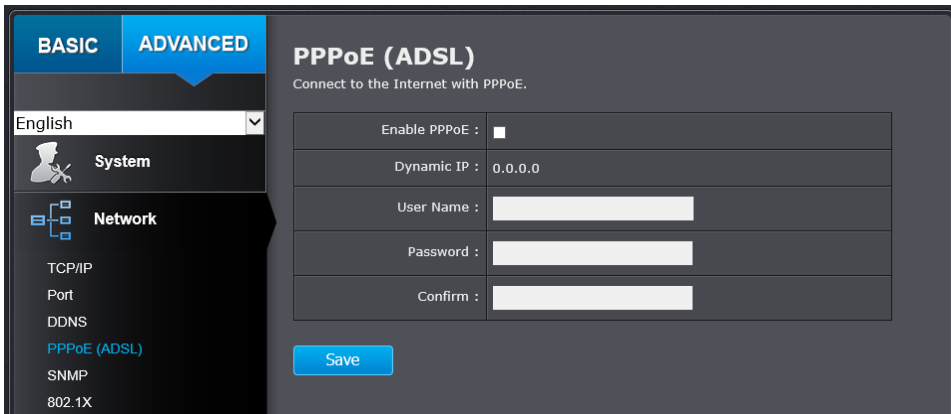 BASIC
ADVANCED
English
System
Network
TCP/IP
Port
DDNS
PPPoE (ADSL)
SNMP
802.1X
PPPoE (ADSL)
Connect to the Internet with PPPoE.
Enable PPPoE :
Dynamic IP : 0.0.0.0
User Name :
Password :
Confirm :
Save